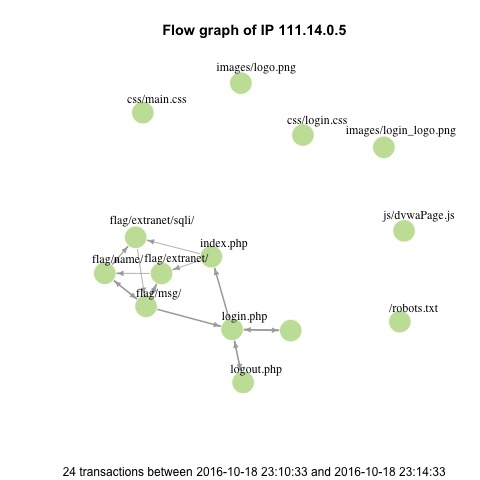 Flow graph of IP 111.14.0.5
images/logo.png
css/main.css
css/login.css
images/login_logo.png
flag/extranet/sqli/
js/dvwaPage.js
index.php
flag/name/
flag/extranet/
flag/msg/
/robots.txt
login.php
logout.php
24 transactions between 2016-10-18 23:10:33 and 2016-10-18 23:14:33